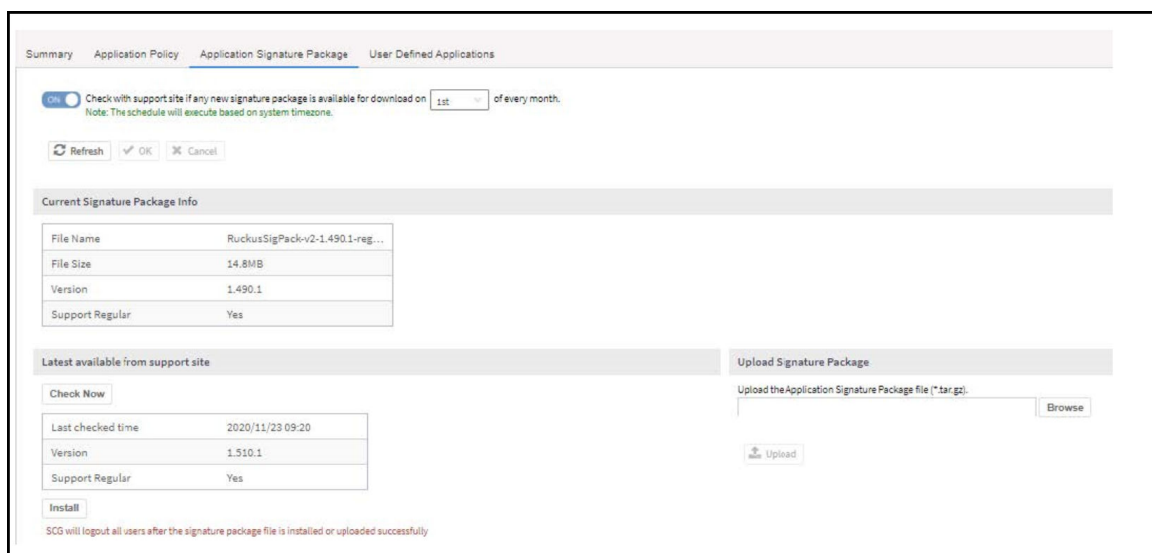 Summary Application Policy Application Signature Package User Defined Applications
ON Check with support site if any new signature package is available for download on 1st of every month.
Note: The schedule will execute based on system timezone.
Refresh OK Cancel
Current Signature Package Info
File Name RuckusSigPack-v2-1.490.1-reg...
File Size 14.8MB
Version 1.490.1
Support Regular Yes
Latest available from support site
Check Now
Last checked time 2020/11/23 09:20
Version 1.510.1
Support Regular Yes
Install
SCG will logout all users after the signature package file is installed or uploaded successfully
Upload Signature Package
Upload the Application Signature Package file (*.tar.gz).
Browse
Upload